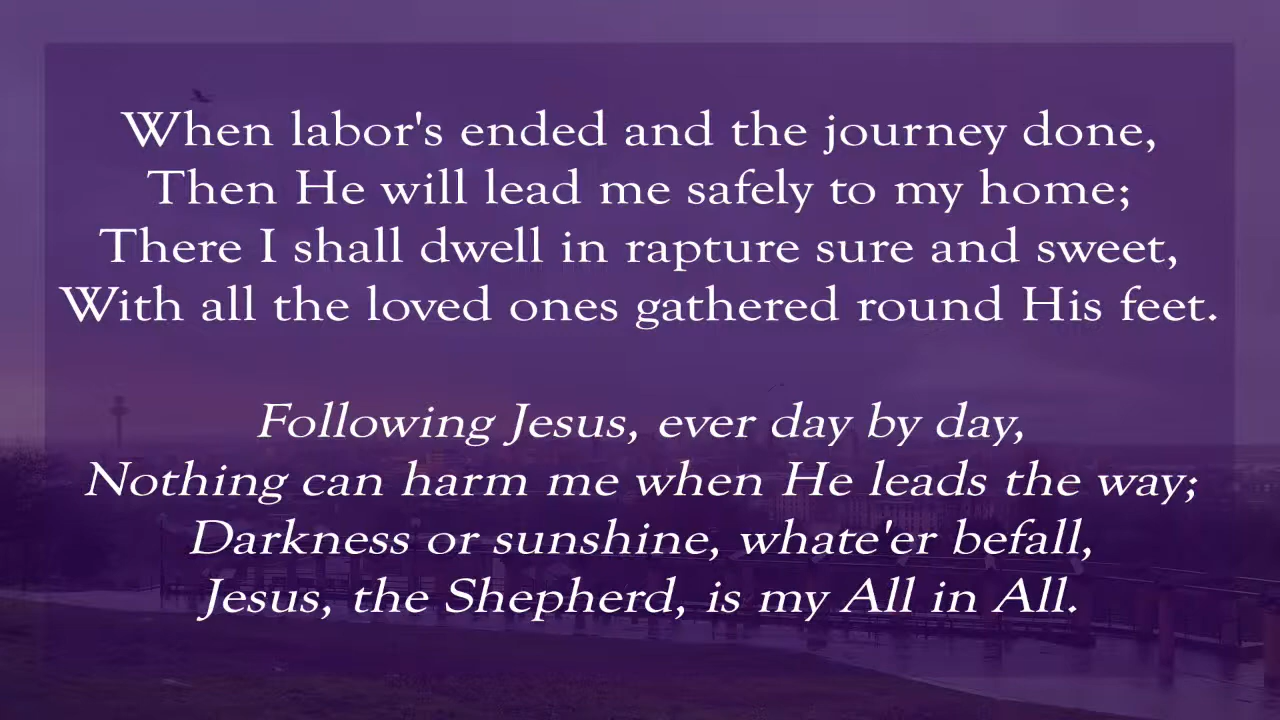 When labor's ended and the journey done,
Then He will lead me safely to my home;
There I shall dwell in rapture sure and sweet,
With all the loved ones gathered round His feet.
Following Jesus, ever day by day,
Nothing can harm me when He leads the way;
Darkness or sunshine, whate'er befall,
Jesus, the Shepherd, is my All in All.